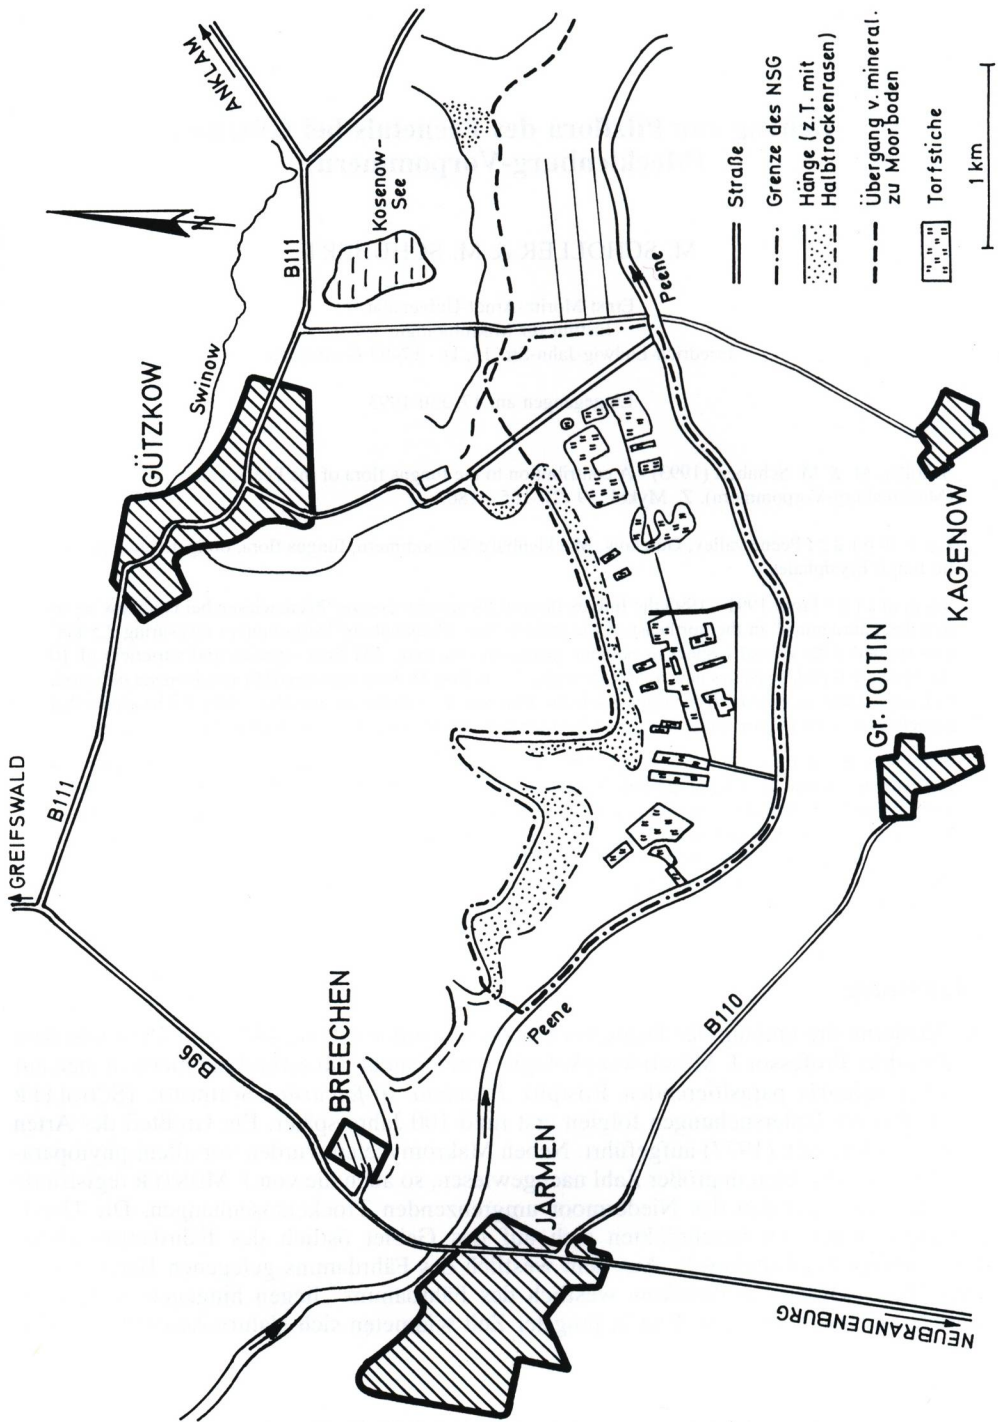 GREIFSWALD
ANKLAM
N
B111
B111
B96
GÜTZKOW
Swinow
Kosenow-
See
BREECHEN
Peene
Peene
JARMEN
B110
Gr. TOLTIN
KAGENOW
NEUBRANDENBURG
Straße
Grenze des NSG
Hänge (z.T. mit
Halbtrockenrasen)
Übergang v. mineral.
zu Moorboden
Torfstiche
1 km